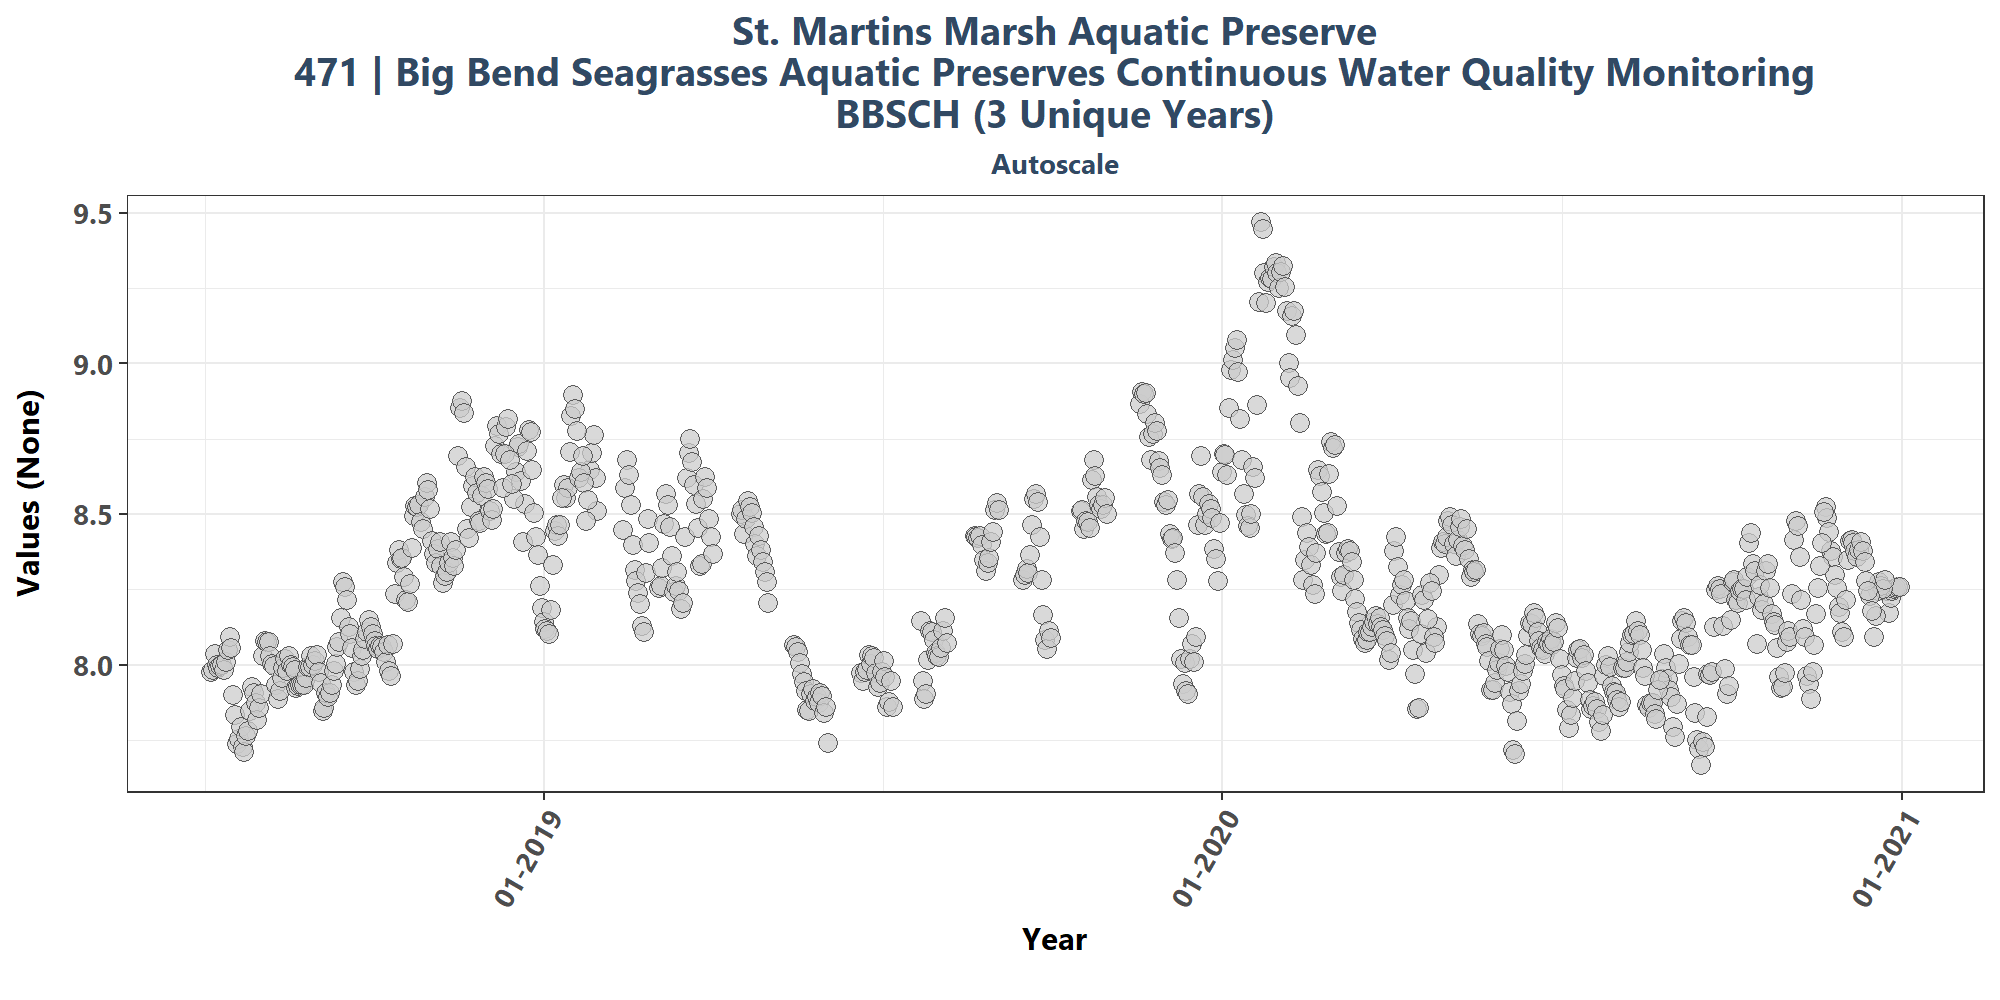 St. Martins Marsh Aquatic Preserve
471 | Big Bend Seagrasses Aquatic Preserves Continuous Water Quality Monitoring
BBSCH (3 Unique Years)
Autoscale
9.5
9.0
8.5
8.0
Values (None)
01-2019
01-2020
01-2021
Year